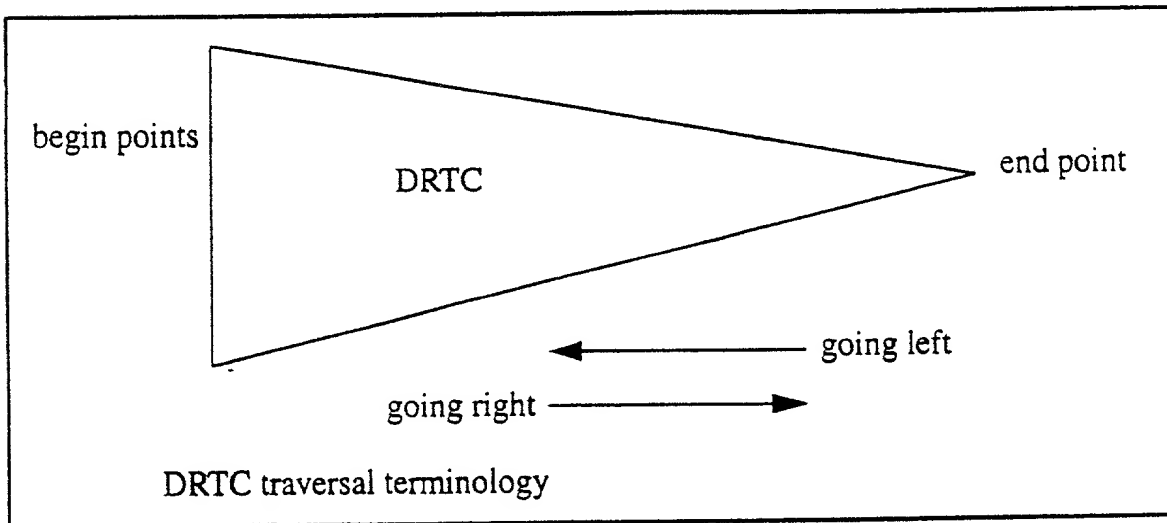 begin points
DRTC
end point
going left
going right
DRTC traversal terminology